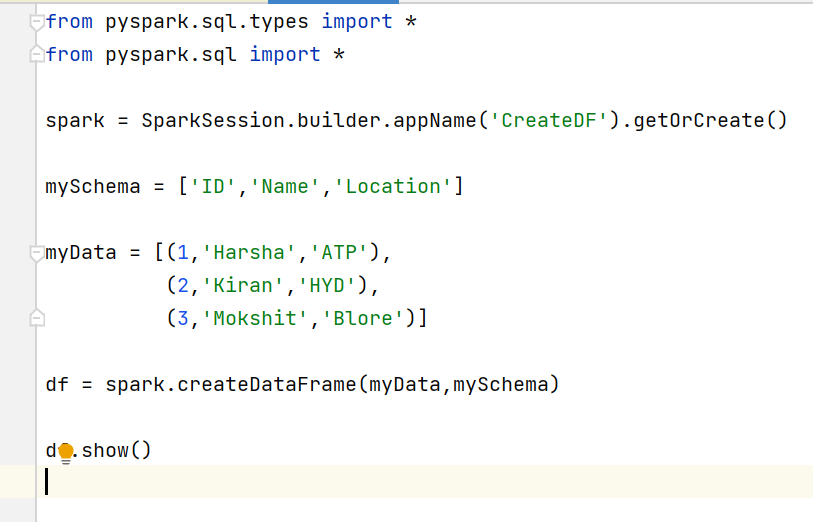 from pyspark.sql.types import *
from pyspark.sql import *
spark = SparkSession.builder.appName('CreateDF').getOrCreate()
mySchema = ['ID','Name','Location']
myData = [(1,'Harsha','ATP'),
(2,'Kiran','HYD'),
(3,'Mokshit','Blore')]
df = spark.createDataFrame(myData,mySchema)
df.show()